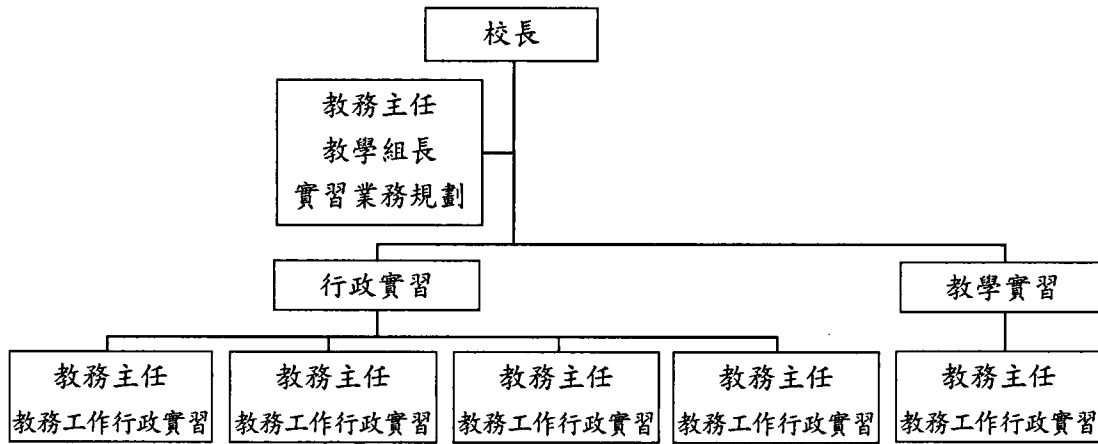 校長
教務主任
教學組長
實習業務規劃
行政實習
教學實習
教務主任
教務工作行政實習
教務主任
教務工作行政實習
教務主任
教務工作行政實習
教務主任
教務工作行政實習
教務主任
教務工作行政實習